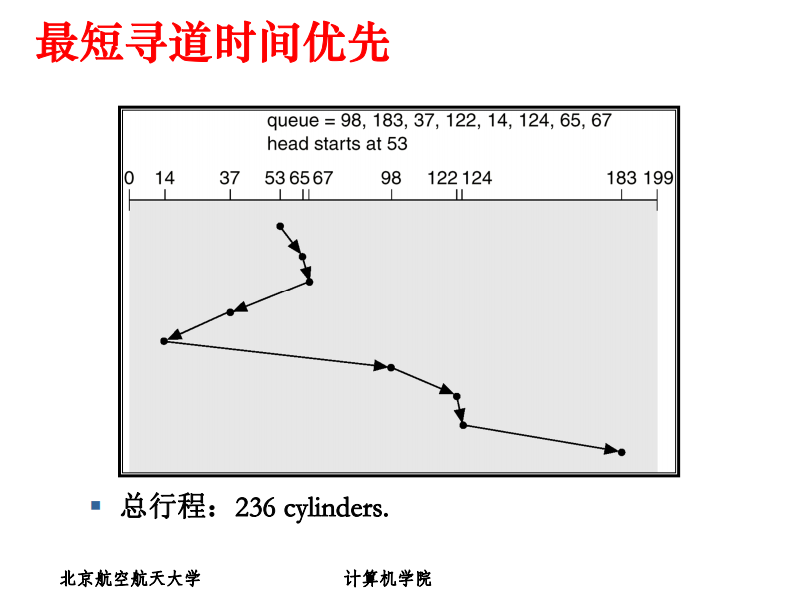 最短寻道时间优先
queue = 98, 183, 37, 122, 14, 124, 65, 67
head starts at 53
0 14 37 53 65 67 98 122 124 183 199
总行程：236 cylinders.
北京航空航天大学 计算机学院